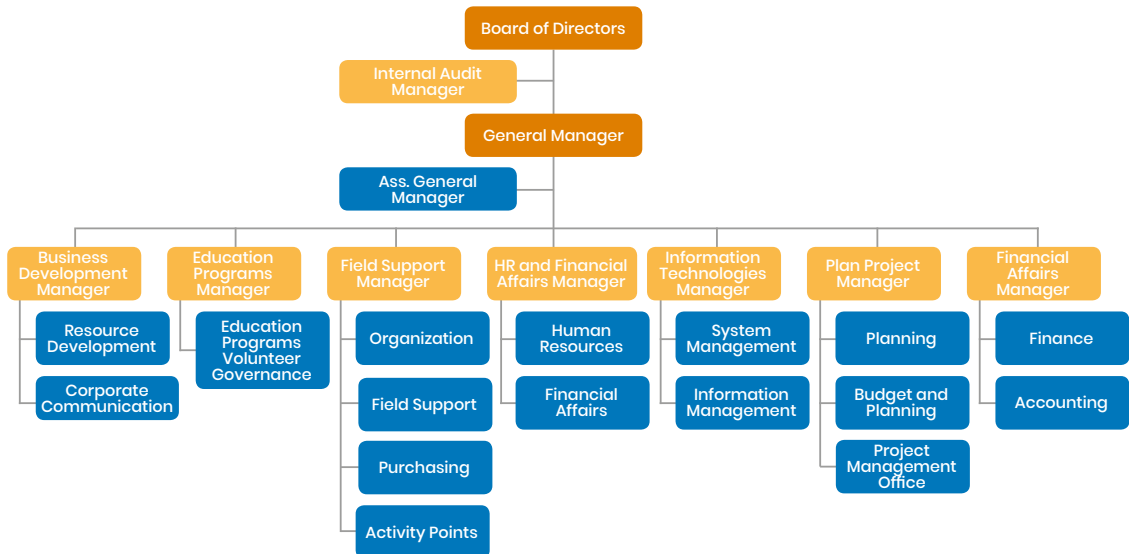 Board of Directors
Internal Audit
Manager
General Manager
Ass. General
Manager
Business
Development
Manager
Education
Programs
Manager
Field Support
Manager
HR and Financial
Affairs Manager
Information
Technologies
Manager
Plan Project
Manager
Financial
Affairs
Manager
Resource
Development
Corporate
Communication
Education
Programs
Volunteer
Governance
Organization
Field Support
Purchasing
Activity Points
Human
Resources
Financial
Affairs
System
Management
Information
Management
Planning
Budget and
Planning
Project
Management
Office
Finance
Accounting